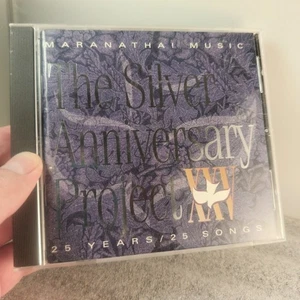 MARANATHA! MUSIC
The Silver
Anniversary
Project XXV
25 YEARS/25 SONGS